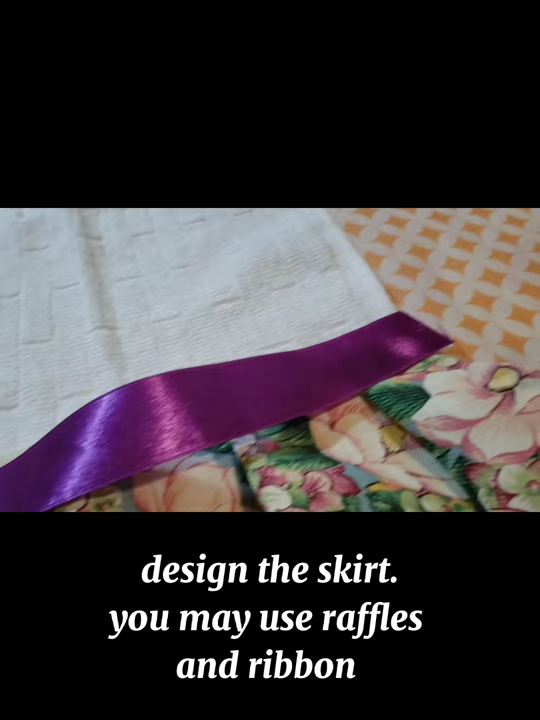 design the skirt.
you may use raffles
and ribbon